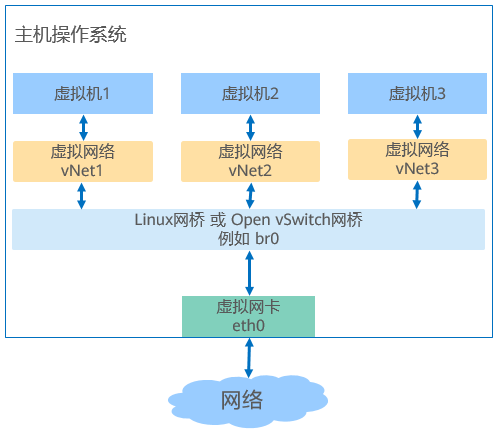 主机操作系统
虚拟机1
虚拟机2
虚拟机3
虚拟网络
vNet1
虚拟网络
vNet2
虚拟网络
vNet3
Linux网桥 或 Open vSwitch网桥
例如 br0
虚拟网卡
eth0
网络